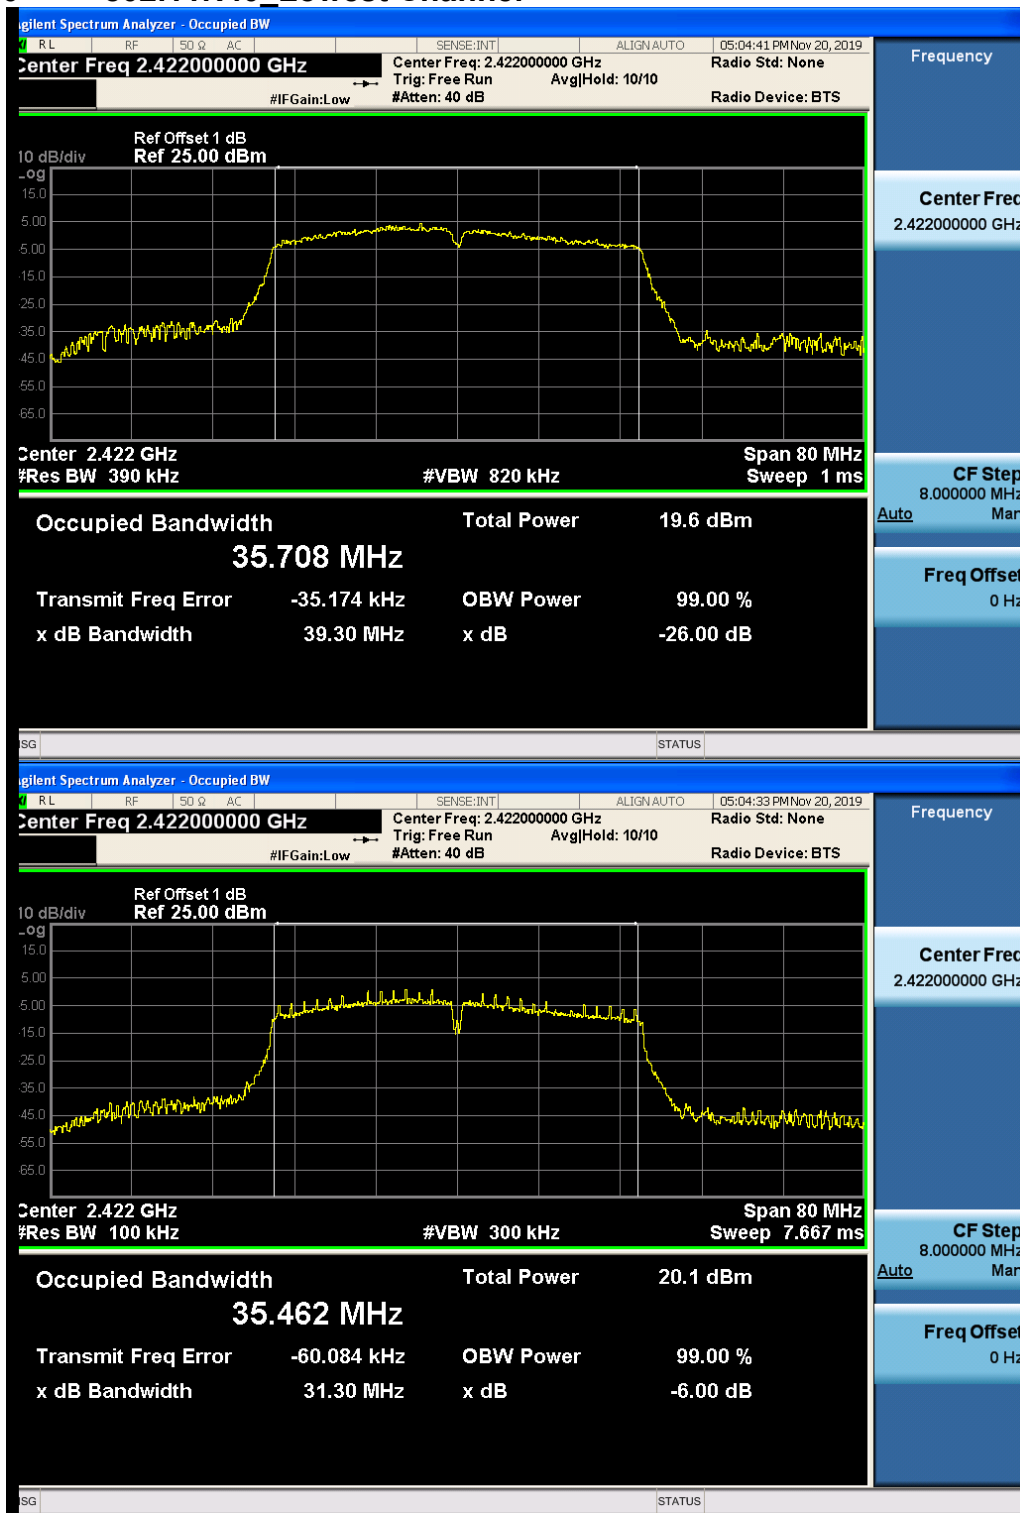 Agilent Spectrum Analyzer - Occupied BW
RL RF 50 Ω AC SENSE:INT ALIGN AUTO 05:04:41 PM Nov 20, 2019
Center Freq 2.422000000 GHz
Center Freq: 2.422000000 GHz
Radio Std: None
Trig: Free Run Avg|Hold: 10/10
#IFGain:Low #Atten: 40 dB Radio Device: BTS
Ref Offset 1 dB
10 dB/div Ref 25.00 dBm
Log
15.0
5.00
-5.00
-15.0
-25.0
-35.0
-45.0
-55.0
-65.0
Center 2.422 GHz Span 80 MHz
#Res BW 390 kHz #VBW 820 kHz Sweep 1 ms
Occupied Bandwidth Total Power 19.6 dBm
35.708 MHz
Transmit Freq Error -35.174 kHz OBW Power 99.00 %
x dB Bandwidth 39.30 MHz x dB -26.00 dB
STATUS
Frequency
Center Freq
2.422000000 GHz
CF Step
8.000000 MHz
Auto Man
Freq Offset
0 Hz
Agilent Spectrum Analyzer - Occupied BW
RL RF 50 Ω AC SENSE:INT ALIGN AUTO 05:04:33 PM Nov 20, 2019
Center Freq 2.422000000 GHz
Center Freq: 2.422000000 GHz
Radio Std: None
Trig: Free Run Avg|Hold: 10/10
#IFGain:Low #Atten: 40 dB Radio Device: BTS
Ref Offset 1 dB
10 dB/div Ref 25.00 dBm
Log
15.0
5.00
-5.00
-15.0
-25.0
-35.0
-45.0
-55.0
-65.0
Center 2.422 GHz Span 80 MHz
#Res BW 100 kHz #VBW 300 kHz Sweep 7.667 ms
Occupied Bandwidth Total Power 20.1 dBm
35.462 MHz
Transmit Freq Error -60.084 kHz OBW Power 99.00 %
x dB Bandwidth 31.30 MHz x dB -6.00 dB
STATUS
Frequency
Center Freq
2.422000000 GHz
CF Step
8.000000 MHz
Auto Man
Freq Offset
0 Hz